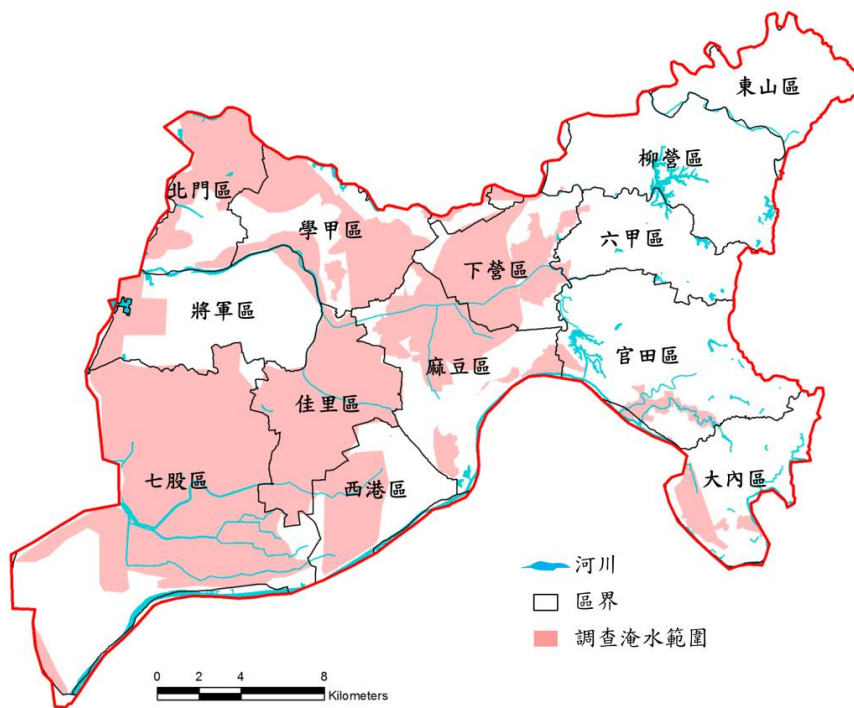 東山區
柳營區
北門區
學甲區
六甲區
下營區
將軍區
官田區
麻豆區
佳里區
七股區
西港區
大內區
河川
區界
調查淹水範圍
0 2 4 8
Kilometers